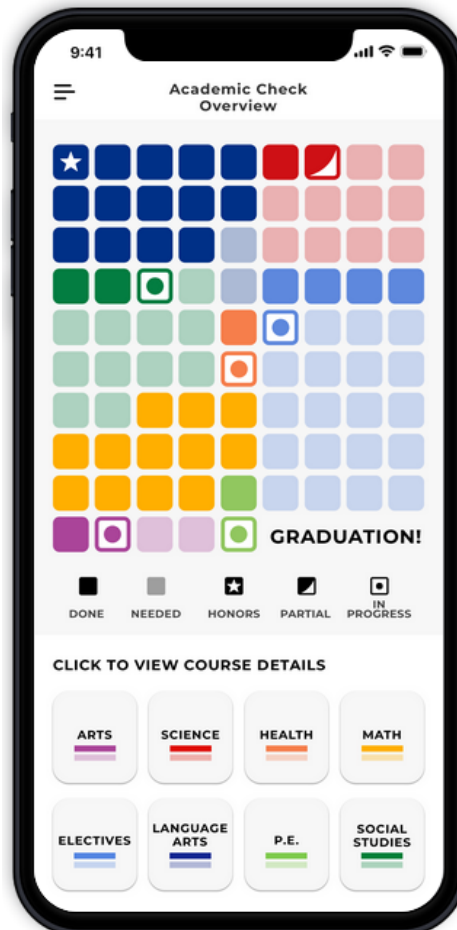 9:41
Academic Check
Overview
GRADUATION!
DONE
NEEDED
HONORS
PARTIAL
IN
PROGRESS
CLICK TO VIEW COURSE DETAILS
ARTS
SCIENCE
HEALTH
MATH
ELECTIVES
LANGUAGE
ARTS
P.E.
SOCIAL
STUDIES